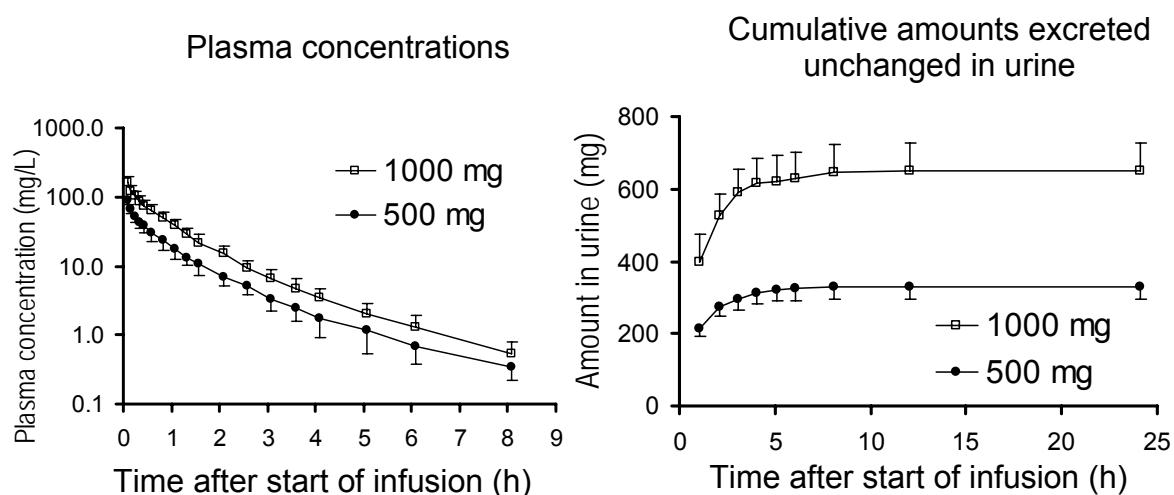 Plasma concentrations
Plasma concentration (mg/L)
1000.0
100.0
10.0
1.0
0.1
1000 mg
500 mg
0 1 2 3 4 5 6 7 8 9
Time after start of infusion (h)
Cumulative amounts excreted
unchanged in urine
Amount in urine (mg)
800
600
400
200
0
1000 mg
500 mg
0 5 10 15 20 25
Time after start of infusion (h)